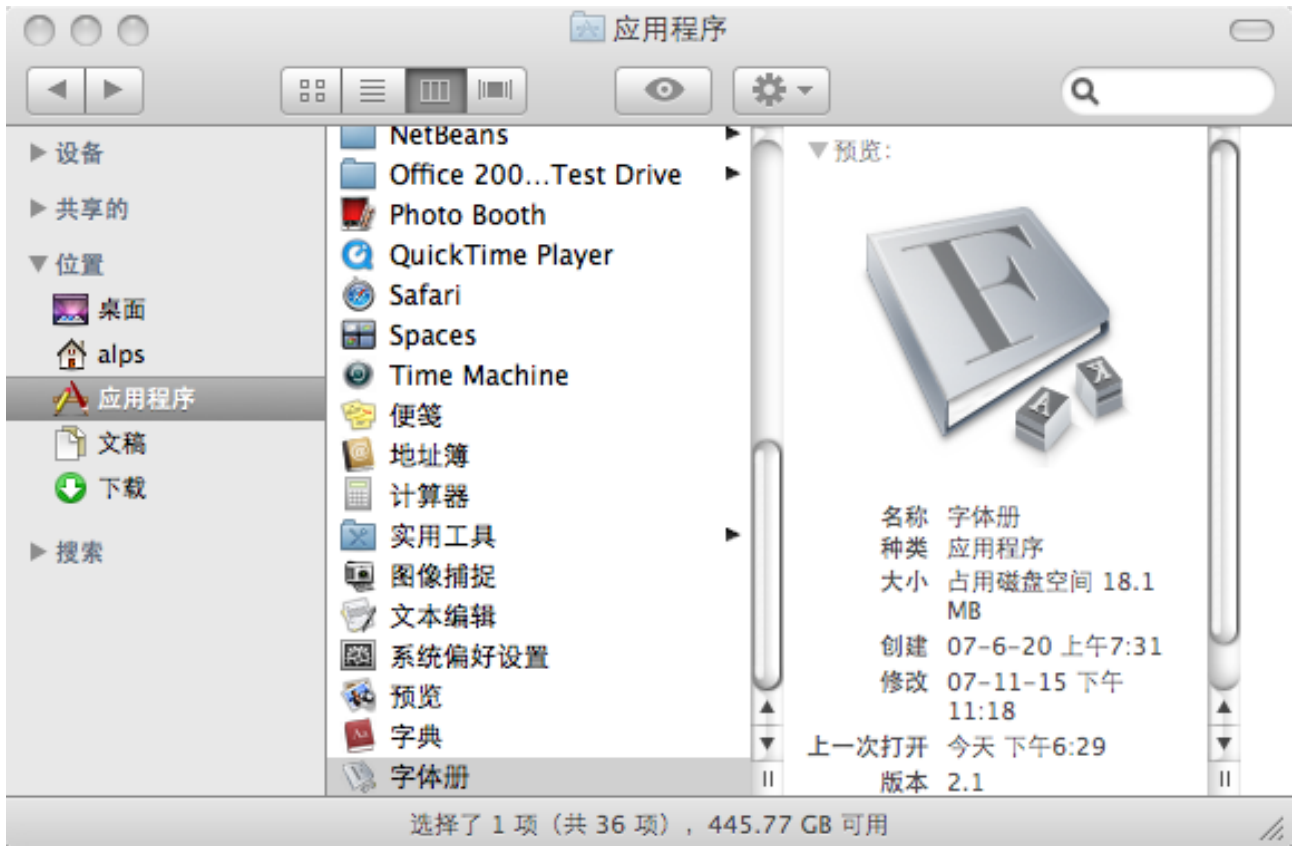 应用程序
设备
共享的
位置
桌面
alps
应用程序
文稿
下载
搜索
NetBeans
Office 200...Test Drive
Photo Booth
QuickTime Player
Safari
Spaces
Time Machine
便笺
地址簿
计算器
实用工具
图像捕捉
文本编辑
系统偏好设置
预览
字典
字体册
预览:
F
A
K
名称 字体册
种类 应用程序
大小 占用磁盘空间 18.1
MB
创建 07-6-20 上午7:31
修改 07-11-15 下午
11:18
上一次打开 今天 下午6:29
版本 2.1
选择了 1 项（共 36 项）, 445.77 GB 可用